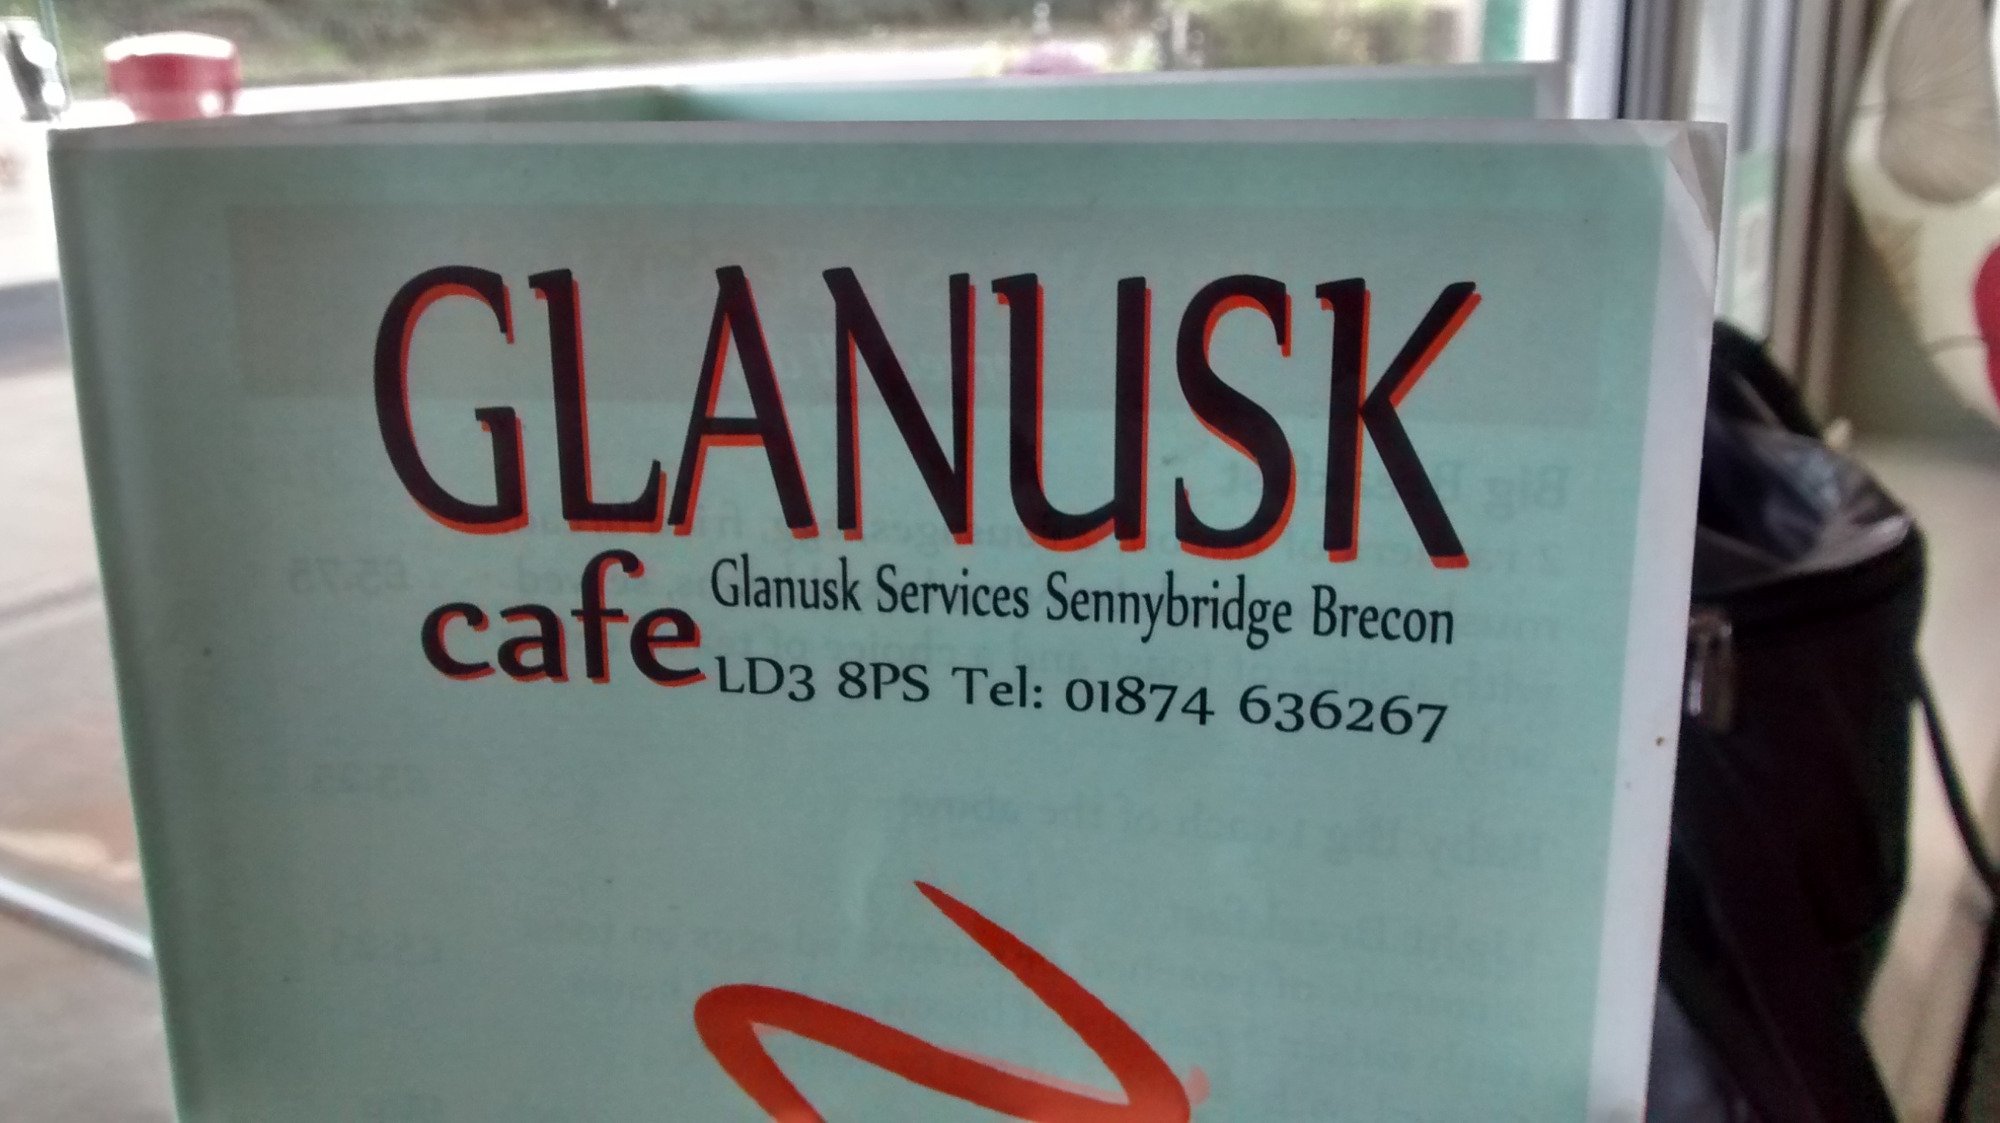 GLANUSK
cafe
Glanusk Services Sennybridge Brecon
LD3 8PS Tel: 01874 636267